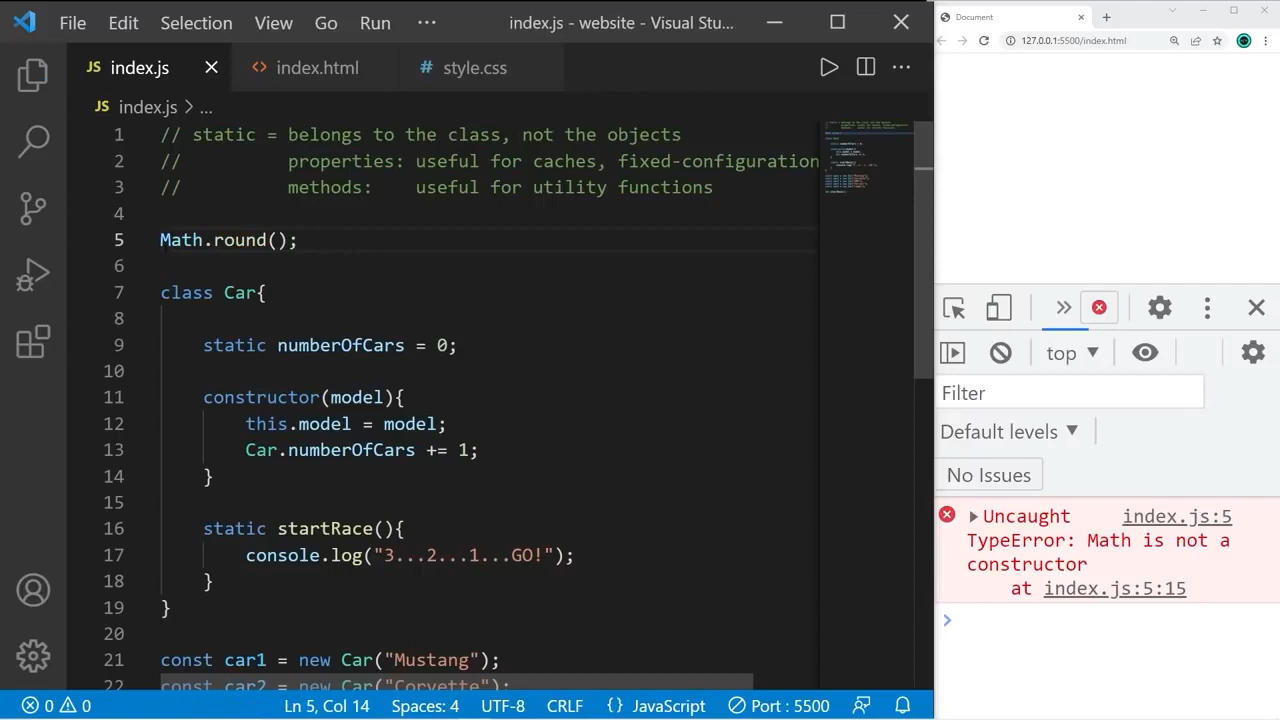 File Edit Selection View Go Run ··· index.js - website - Visual Stu...
JS index.js <> index.html # style.css ···
JS index.js > ...
1 // static = belongs to the class, not the objects
2 //          properties: useful for caches, fixed-configuration
3 //          methods:    useful for utility functions
4
5 Math.round();
6
7 class Car{
8
9     static numberOfCars = 0;
10
11     constructor(model){
12         this.model = model;
13         Car.numberOfCars += 1;
14     }
15
16     static startRace(){
17         console.log("3...2...1...GO!");
18     }
19 }
20
21 const car1 = new Car("Mustang");
22 const car2 = new Car("Corvette");
0 0 Ln 5, Col 14 Spaces: 4 UTF-8 CRLF {} JavaScript Port : 5500
Document
127.0.0.1:5500/index.html
top ▼
Filter
Default levels ▼
No Issues
Uncaught index.js:5
TypeError: Math is not a
constructor
at index.js:5:15
>